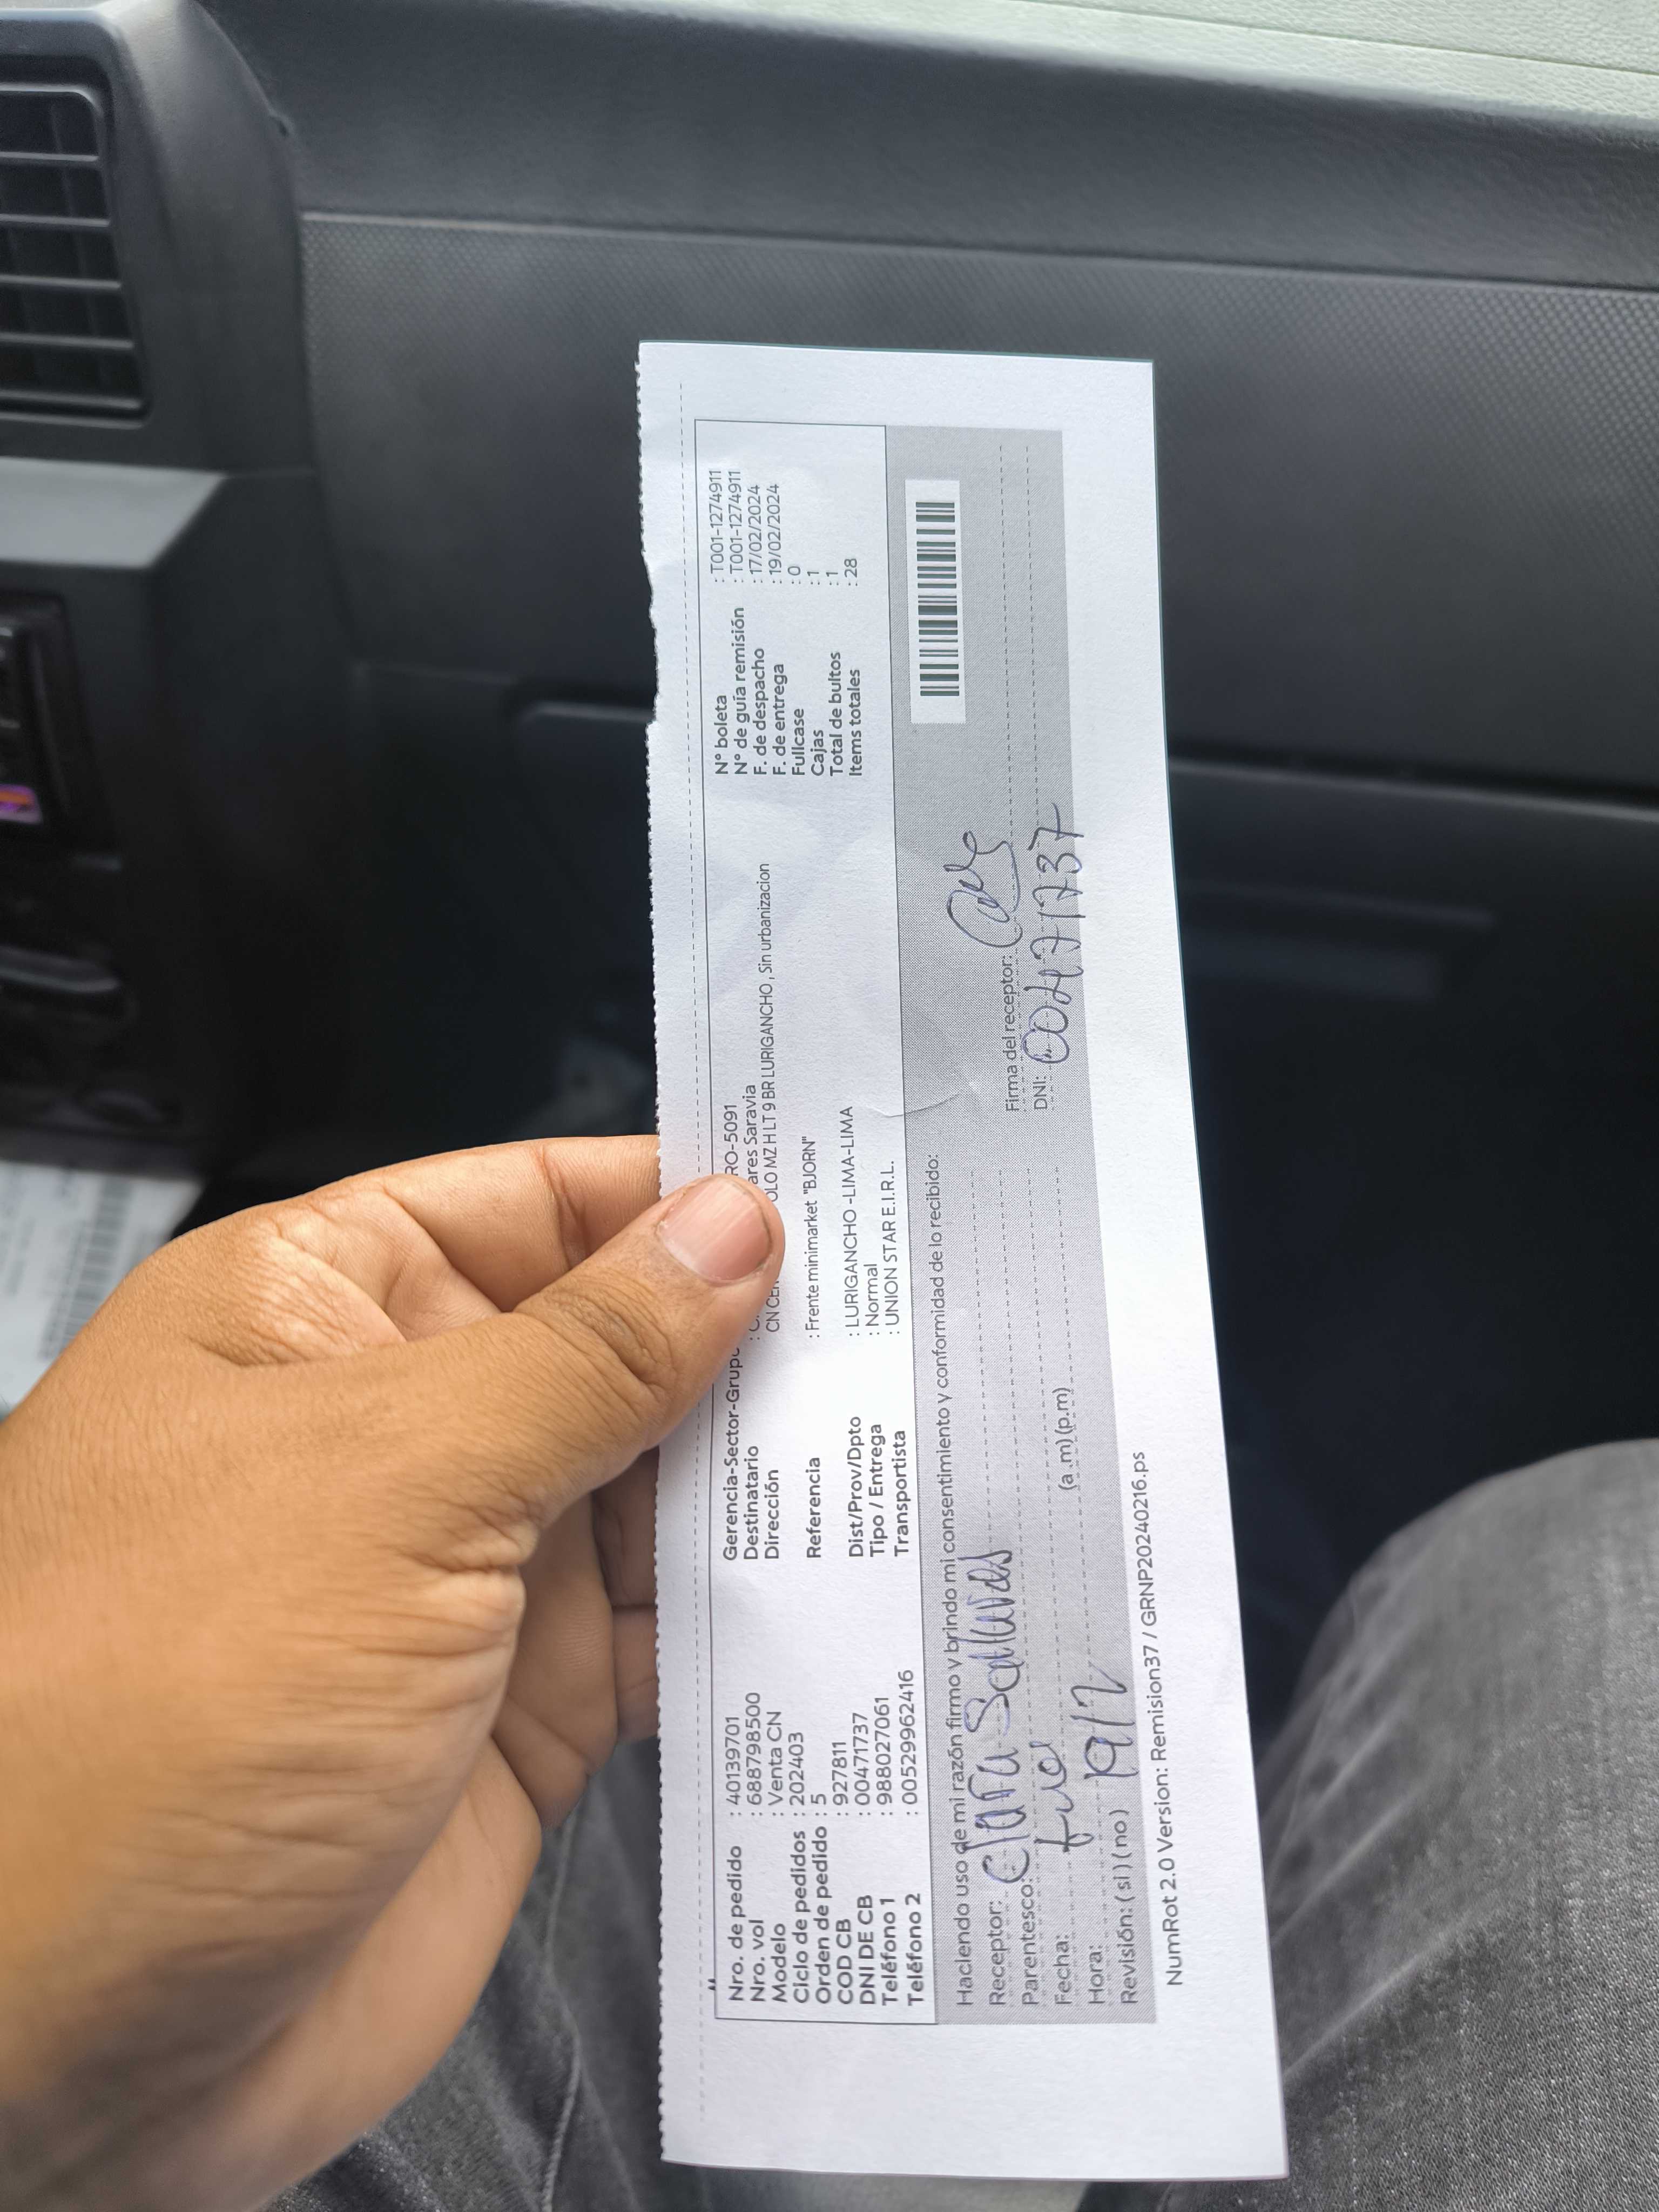 Nro. de pedido : 40139701
Nro. vol : 688798500
Modelo : Venta CN
Ciclo de pedidos : 202403
Orden de pedido : 5
COD CB : 927811
DNI DE CB : 00471737
Teléfono 1 : 988027061
Teléfono 2 : 00529962416
Gerencia-Sector-Grupo RO-5091
Destinatario ares Saravia
Dirección OLO MZ H LT 9 BR LURIGANCHO , Sin urbanizacion
Referencia : Frente minimarket "BJORN"
Dist/Prov/Dpto : LURIGANCHO -LIMA-LIMA
Tipo / Entrega : Normal
Transportista : UNION STAR E.I.R.L.
N° boleta : T001-1274911
N° de guía remisión : T001-1274911
F. de despacho : 17/02/2024
F. de entrega : 19/02/2024
Fullcase : 0
Cajas : 1
Total de bultos : 1
Items totales : 28
Haciendo uso de mi razón firmo y brindo mi consentimiento y conformidad de lo recibido:
Receptor: Clara
Parentesco:
Fecha: 19/2
Hora: (a .m) (p.m)
Revisión: ( si ) ( no )
Firma del receptor:
DNI: 00471737
NumRot 2.0 Version: Remision37 / GRNP20240216.ps